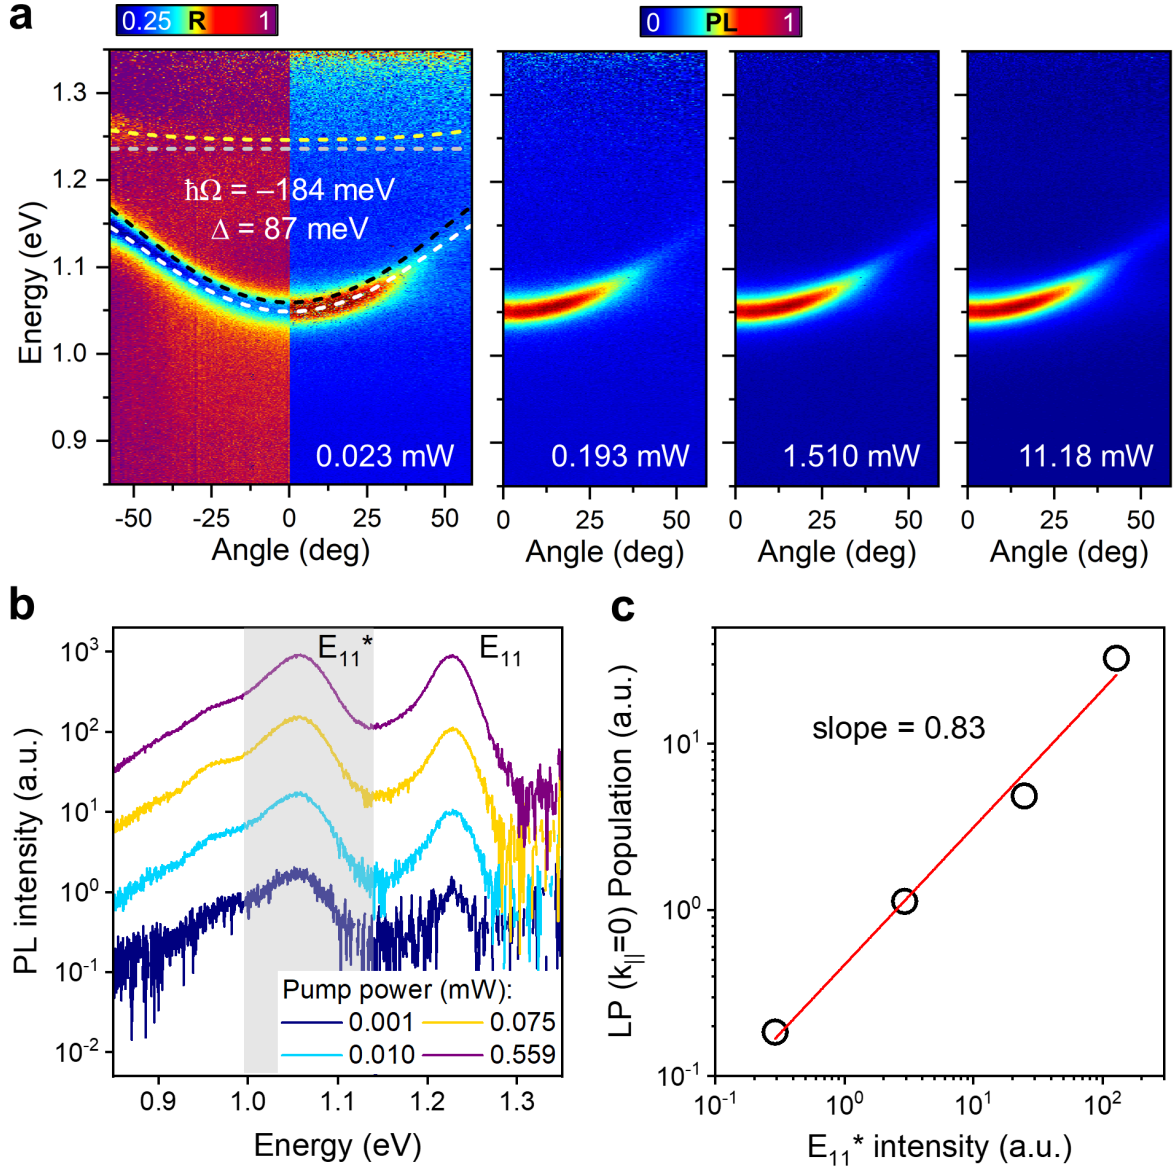 a
0.25 R 1
0 PL 1
Energy (eV)
1.3
1.2
1.1
1.0
0.9
ħΩ = −184 meV
Δ = 87 meV
0.023 mW
0.193 mW
1.510 mW
11.18 mW
-50 -25 0 25 50
0 25 50
0 25 50
0 25 50
Angle (deg)
Angle (deg)
Angle (deg)
Angle (deg)
b
PL intensity (a.u.)
10³
10²
10¹
10⁰
10⁻¹
10⁻²
E₁₁*
E₁₁
Pump power (mW):
0.001 0.075
0.010 0.559
0.9 1.0 1.1 1.2 1.3
Energy (eV)
c
LP (k||=0) Population (a.u.)
10¹
10⁰
10⁻¹
slope = 0.83
10⁻¹ 10⁰ 10¹ 10²
E₁₁* intensity (a.u.)